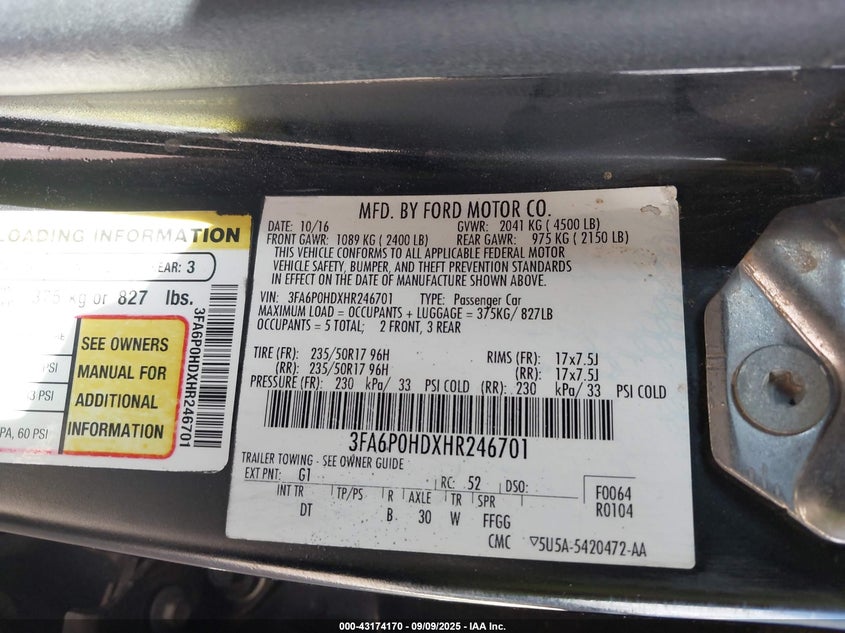 LOADING INFORMATION
EAR: 3
375 kg or 827 lbs.
SEE OWNERS
MANUAL FOR
ADDITIONAL
INFORMATION
PSI
PSI
PA, 60 PSI
3FA6P0HDXHR246701
MFD. BY FORD MOTOR CO.
DATE: 10/16 GVWR: 2041 KG ( 4500 LB)
FRONT GAWR: 1089 KG ( 2400 LB) REAR GAWR: 975 KG ( 2150 LB)
THIS VEHICLE CONFORMS TO ALL APPLICABLE FEDERAL MOTOR
VEHICLE SAFETY, BUMPER, AND THEFT PREVENTION STANDARDS
IN EFFECT ON THE DATE OF MANUFACTURE SHOWN ABOVE.
VIN: 3FA6P0HDXHR246701 TYPE: Passenger Car
MAXIMUM LOAD = OCCUPANTS + LUGGAGE = 375KG/ 827LB
OCCUPANTS = 5 TOTAL; 2 FRONT, 3 REAR
TIRE (FR): 235/50R17 96H RIMS (FR): 17x7.5J
(RR): 235/50R17 96H (RR): 17x7.5J
PRESSURE (FR): 230 kPa/ 33 PSI COLD (RR): 230 kPa/ 33 PSI COLD
3FA6P0HDXHR246701
TRAILER TOWING - SEE OWNER GUIDE
EXT PNT: G1 RC: 52 DSO:
INT TR TP/PS R AXLE TR SPR
DT B 30 W FFGG
F0064
R0104
CMC ▽5U5A-5420472-AA
000-43174170 - 09/09/2025 - IAA Inc.